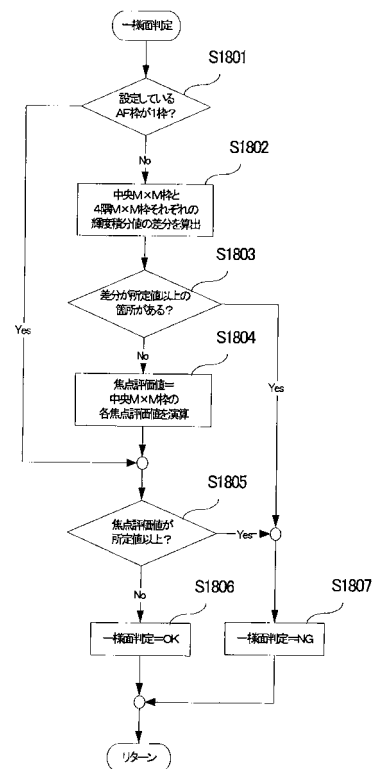 一様面判定
S1801
設定している
AF枠が1枠？
No
S1802
中央M×M枠と
4隅M×M枠それぞれの
輝度積分値の差分を算出
S1803
差分が所定値以上の
箇所がある？
Yes
No
S1804
Yes
焦点評価値＝
中央M×M枠の
各焦点評価値を演算
S1805
焦点評価値が
所定値以上？
Yes
No
S1806
S1807
一様面判定＝OK
一様面判定＝NG
リターン